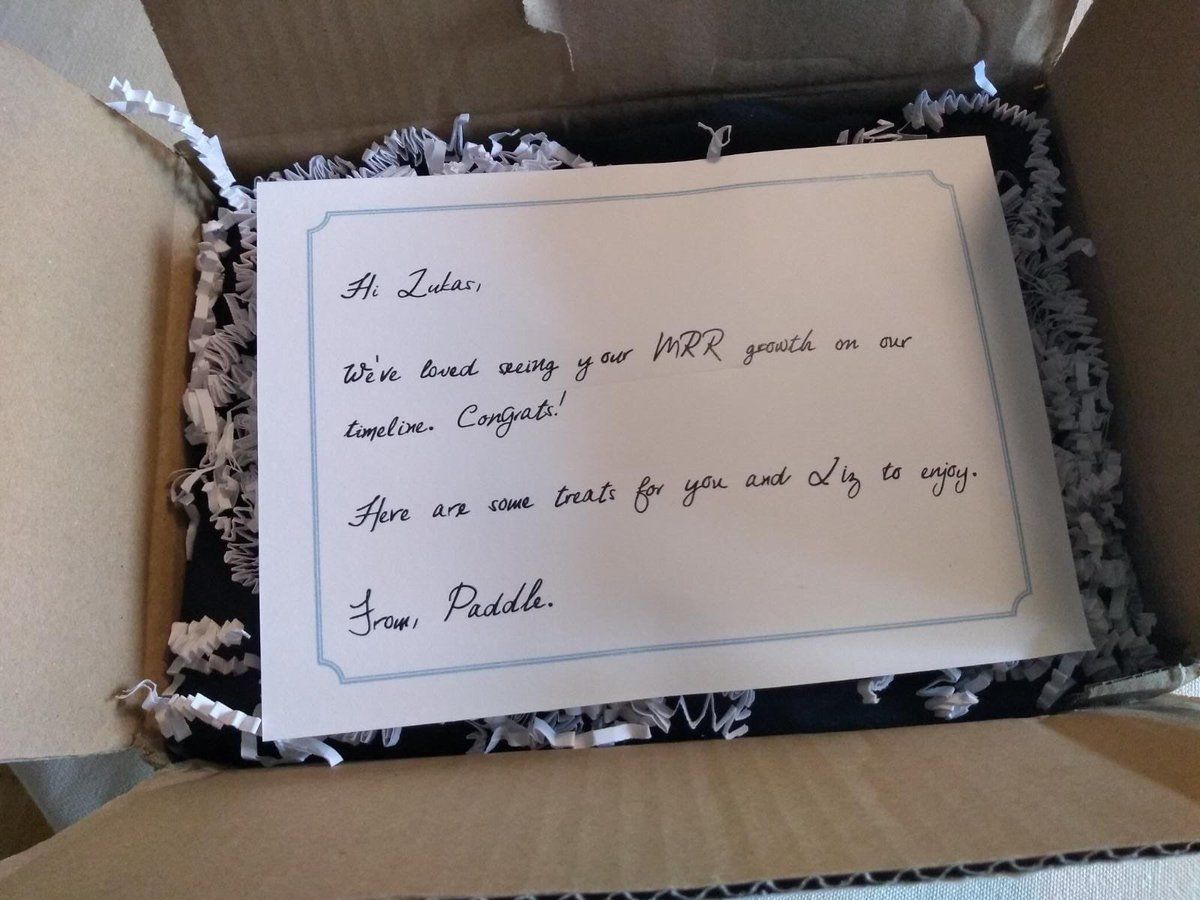 Hi Lukas,
We've loved seeing your MRR growth on our
timeline. Congrats!
Here are some treats for you and Liz to enjoy.
From, Paddle.